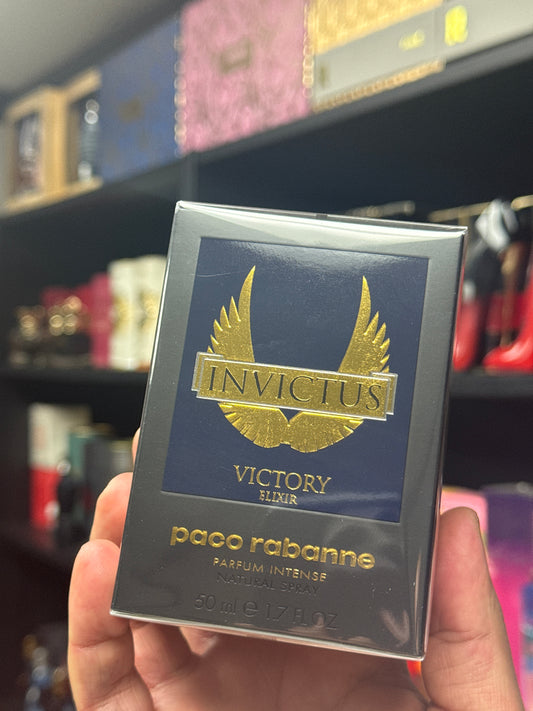 INVICTUS
VICTORY
ELIXIR
paco rabanne
PARFUM INTENSE
NATURAL SPRAY
50 ml e 1.7 FL.OZ